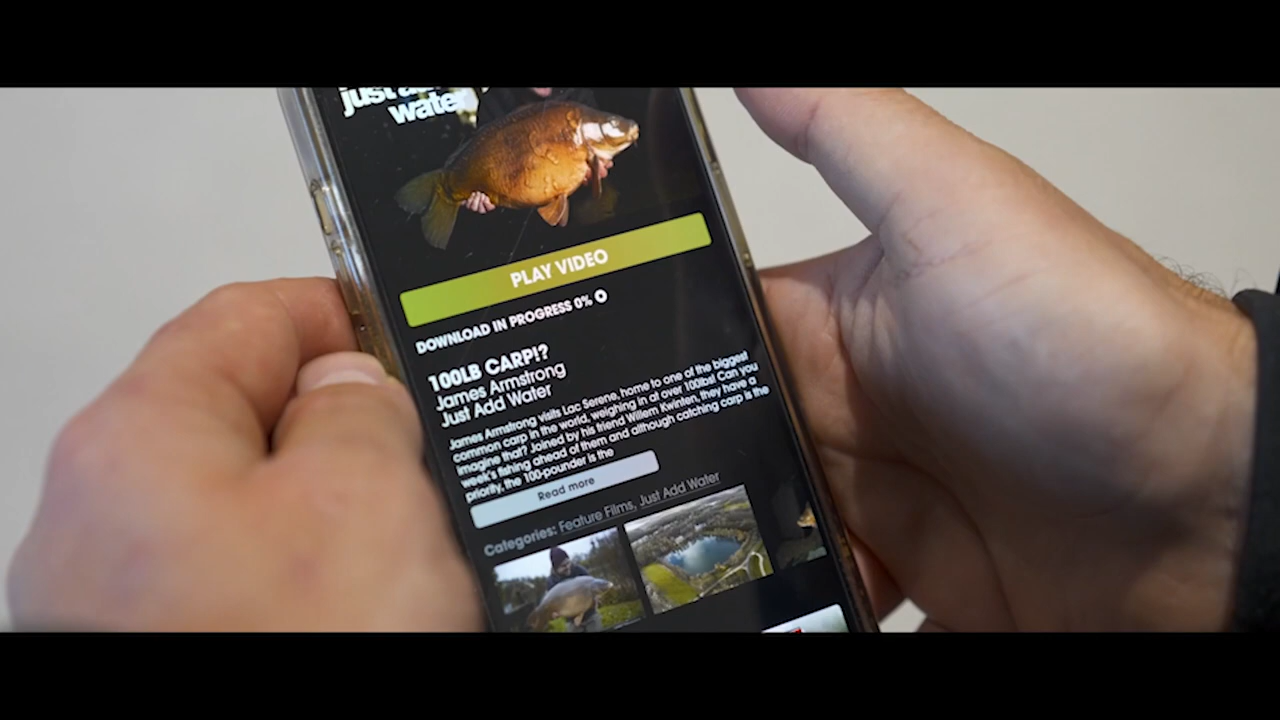 just
water
PLAY VIDEO
DOWNLOAD IN PROGRESS 0%
100LB CARP!?
James Armstrong
Just Add Water
James Armstrong visits Lac Serene, home to one of the biggest
common carp in the world, weighing in at over 100lbs! Can you
imagine that? Joined by his friend Willem Kwinten, they have a
week's fishing ahead of them and although catching carp is the
priority, the 100-pounder is the
Read more
Categories: Feature Films, Just Add Water